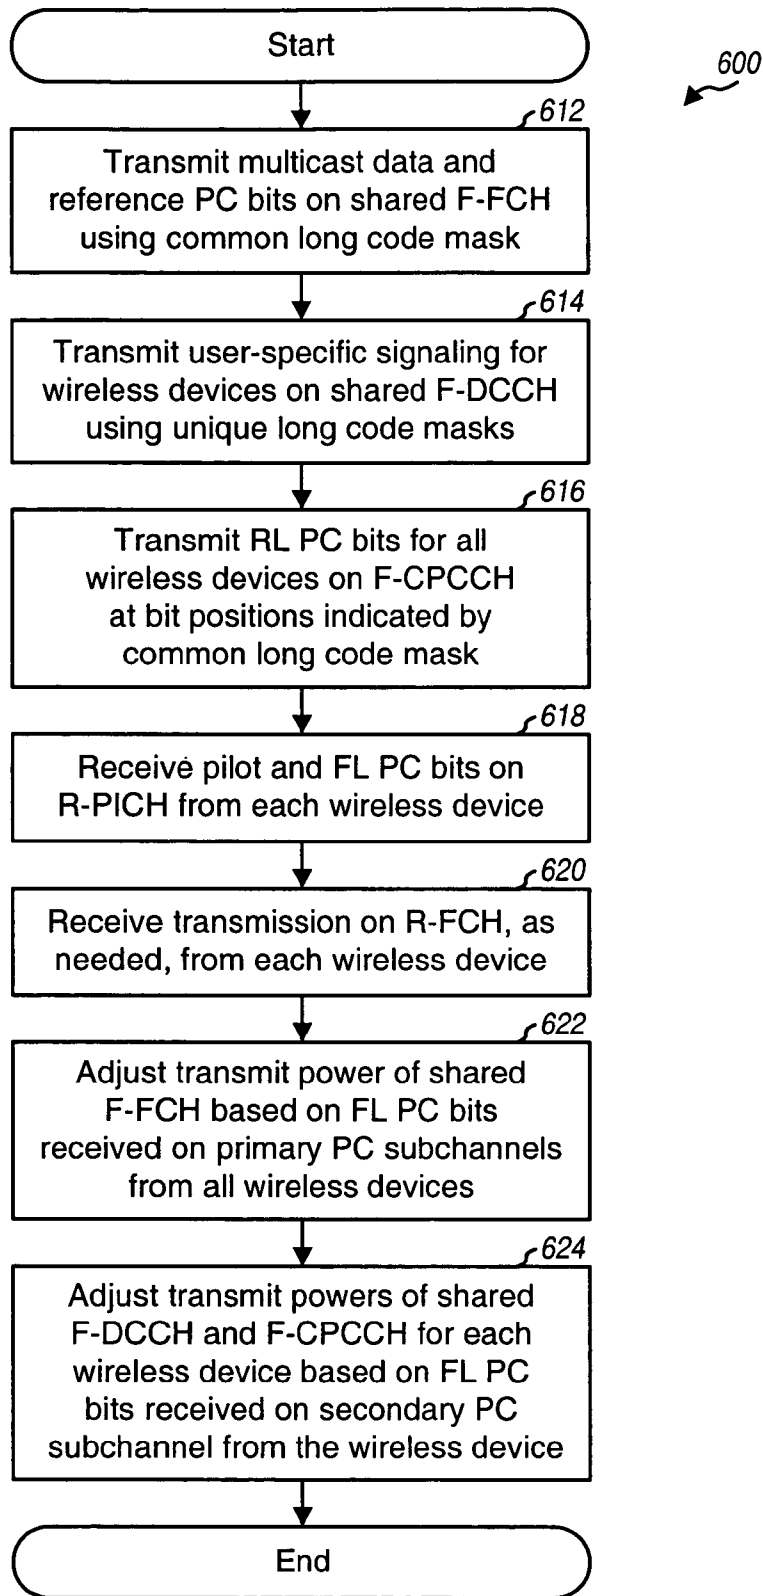 Start
600
612
Transmit multicast data and
reference PC bits on shared F-FCH
using common long code mask
614
Transmit user-specific signaling for
wireless devices on shared F-DCCH
using unique long code masks
616
Transmit RL PC bits for all
wireless devices on F-CPCCH
at bit positions indicated by
common long code mask
618
Receive pilot and FL PC bits on
R-PICH from each wireless device
620
Receive transmission on R-FCH, as
needed, from each wireless device
622
Adjust transmit power of shared
F-FCH based on FL PC bits
received on primary PC subchannels
from all wireless devices
624
Adjust transmit powers of shared
F-DCCH and F-CPCCH for each
wireless device based on FL PC
bits received on secondary PC
subchannel from the wireless device
End